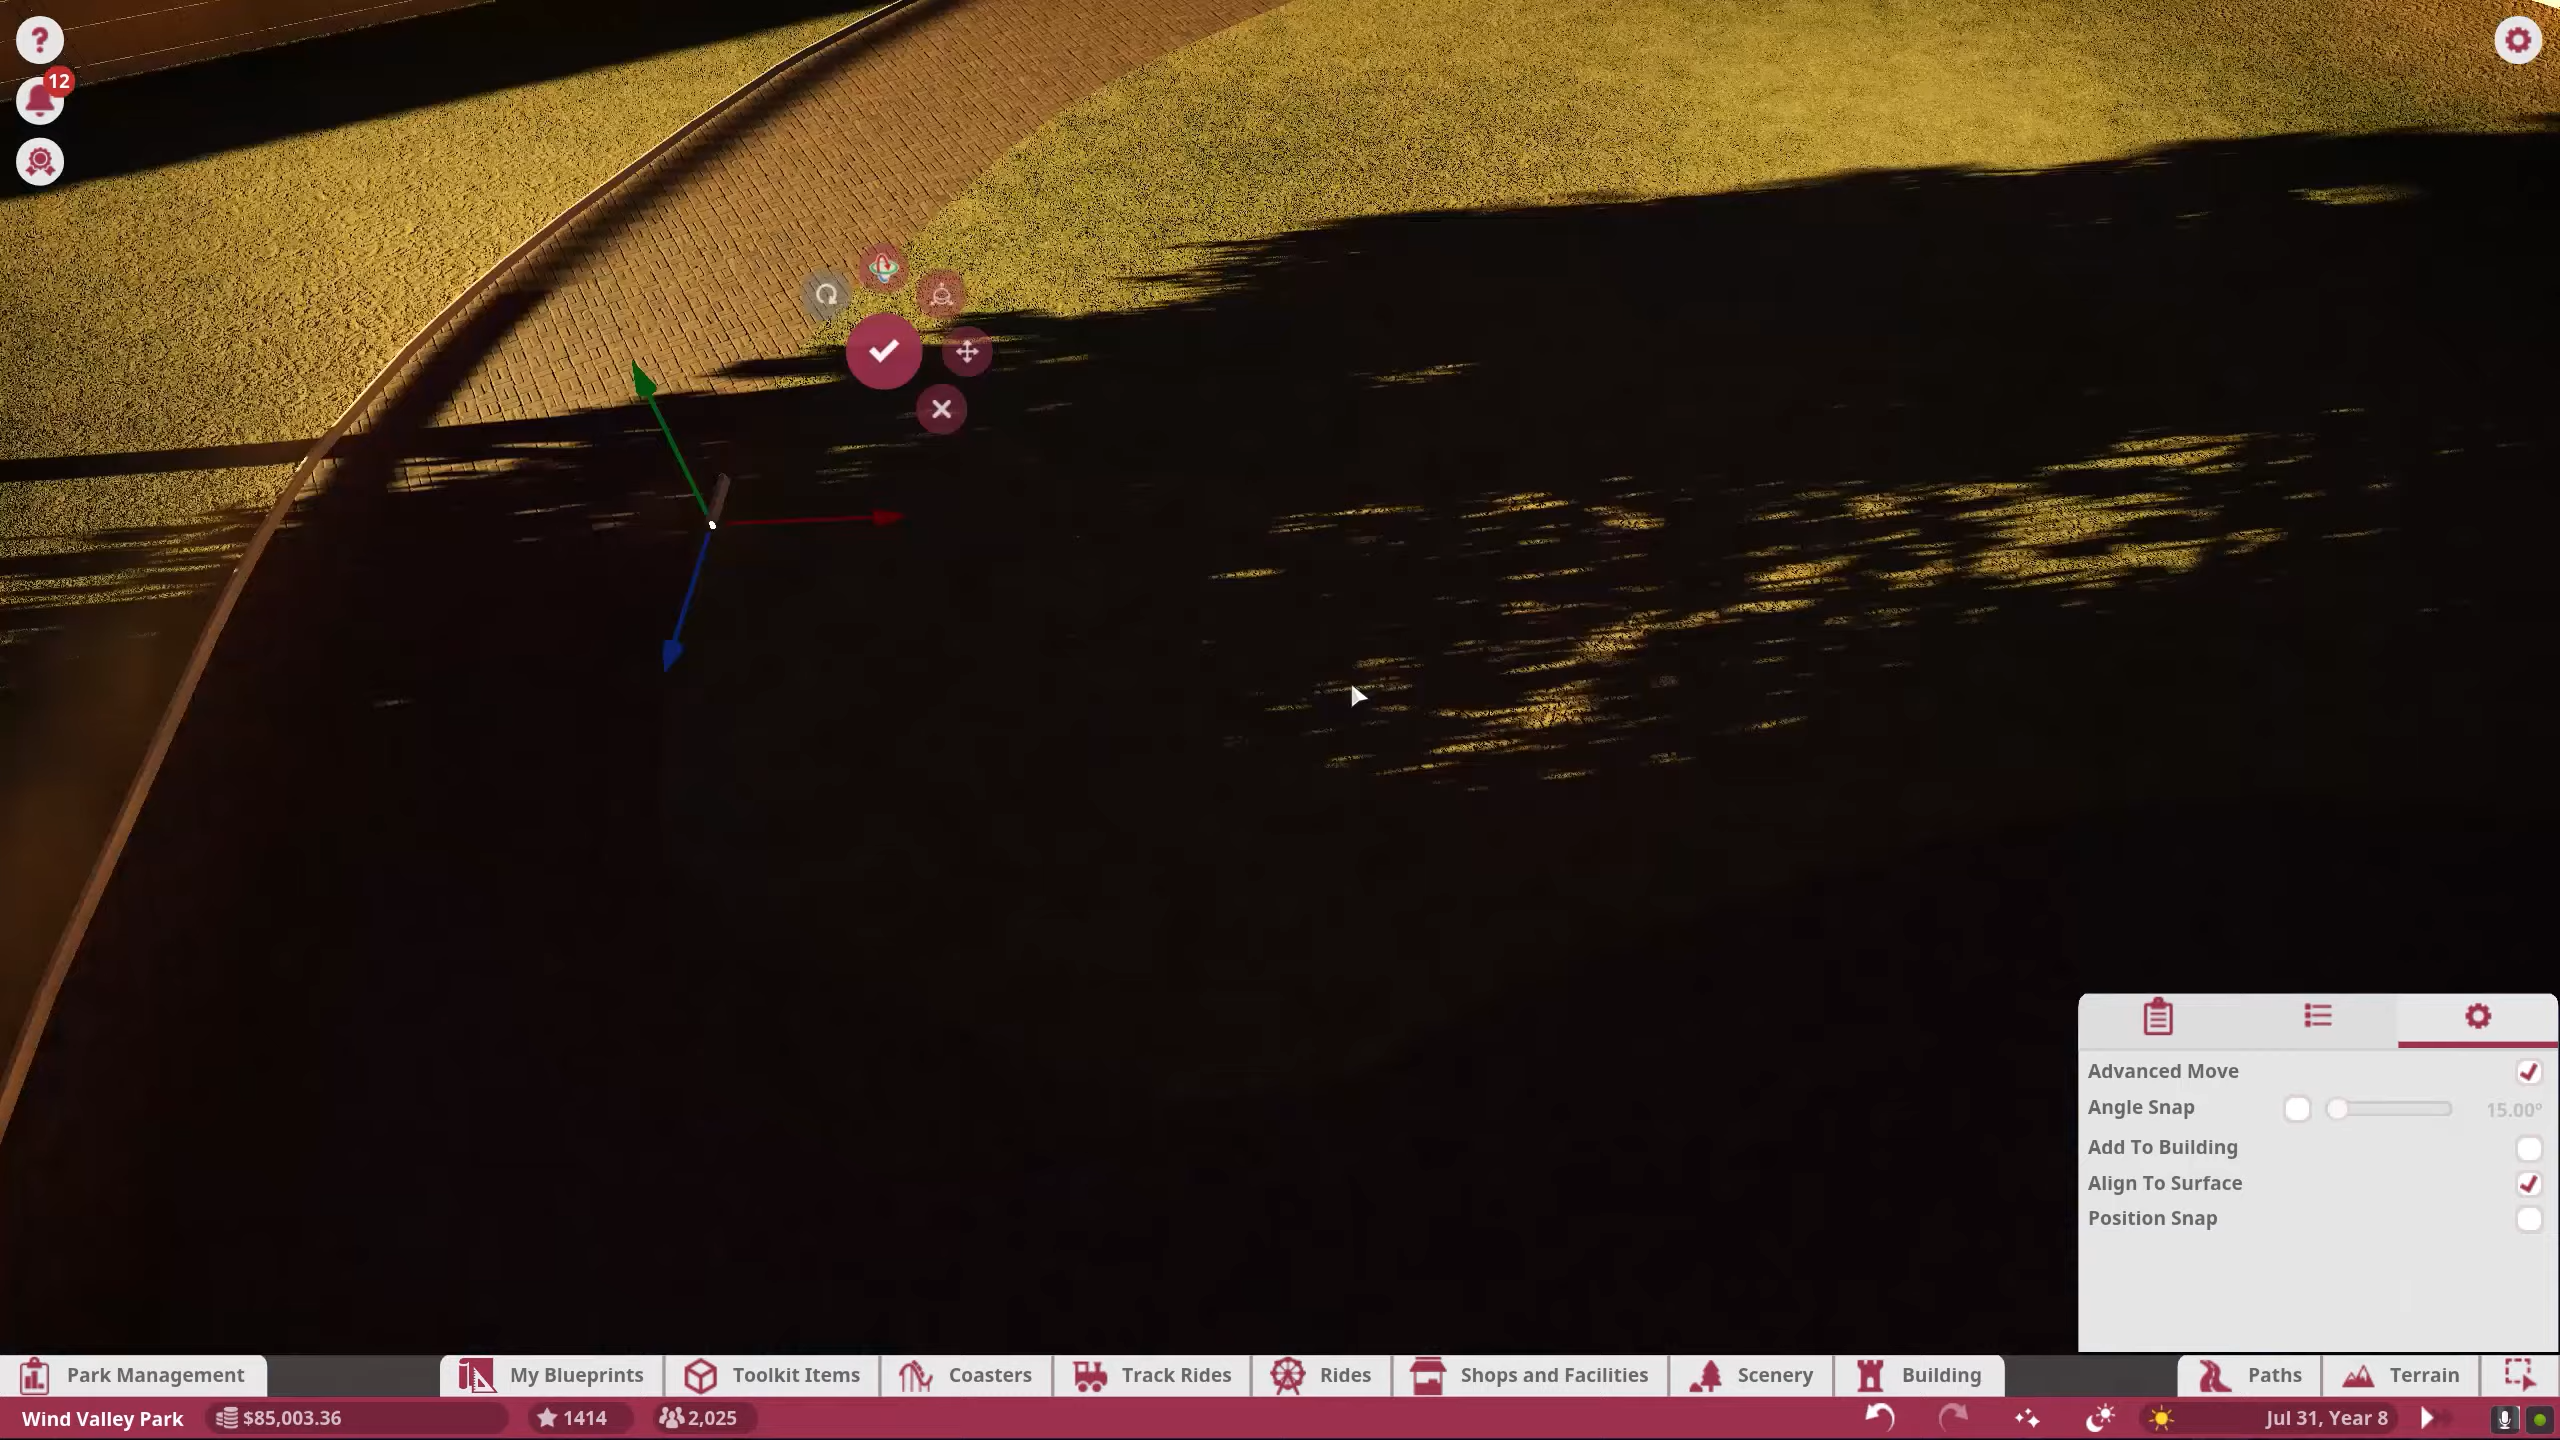 ?
12
Advanced Move
Angle Snap 15.00°
Add To Building
Align To Surface
Position Snap
Park Management My Blueprints Toolkit Items Coasters Track Rides Rides Shops and Facilities Scenery Building Paths Terrain
Wind Valley Park $85,003.36 1414 2,025 Jul 31, Year 8